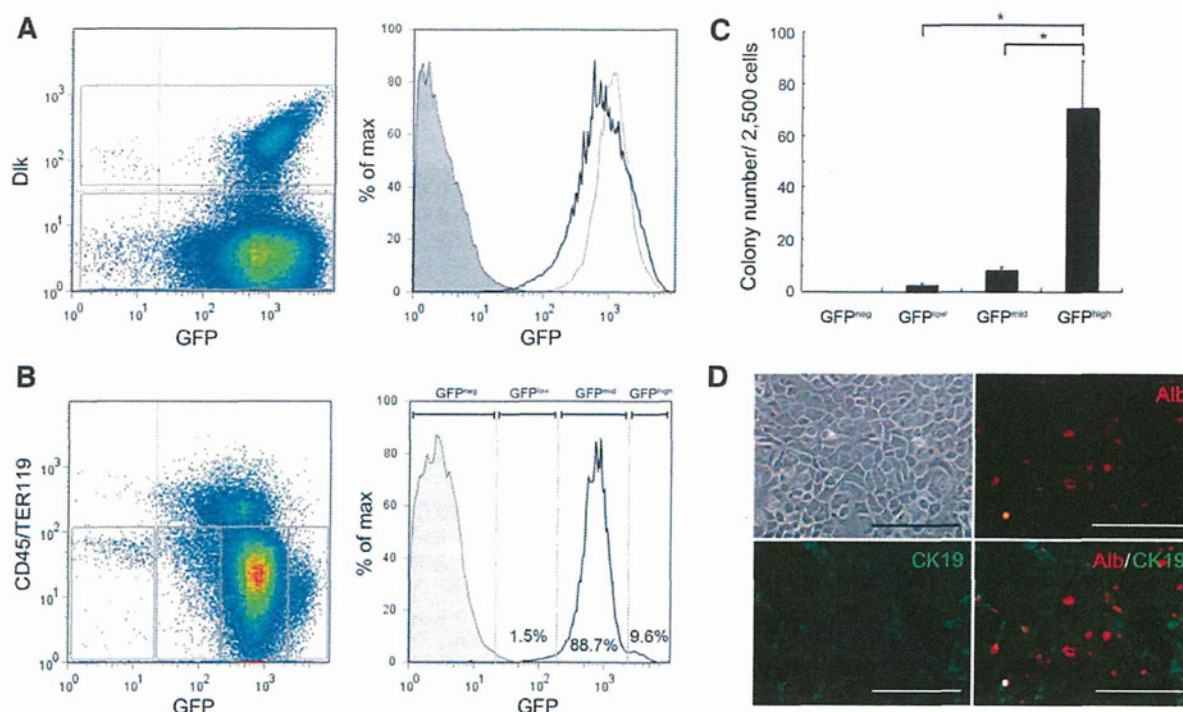 A
Dlk
10³
10²
10¹
10⁰
10⁰ 10¹ 10² 10³
GFP
% of max
100
80
60
40
20
0
10⁰ 10¹ 10² 10³
GFP
C
Colony number/ 2,500 cells
100
80
60
40
20
0
* 
*
GFPⁿᵉᵍ GFPˡᵒʷ GFPᵐⁱᵈ GFPʰⁱᵍʰ
B
CD45/TER119
10³
10²
10¹
10⁰
10⁰ 10¹ 10² 10³
GFP
% of max
100
80
60
40
20
0
GFPⁿᵉᵍ GFPˡᵒʷ GFPᵐⁱᵈ GFPʰⁱᵍʰ
1.5% 88.7% 9.6%
10⁰ 10¹ 10² 10³
GFP
D
Alb
CK19
Alb/CK19